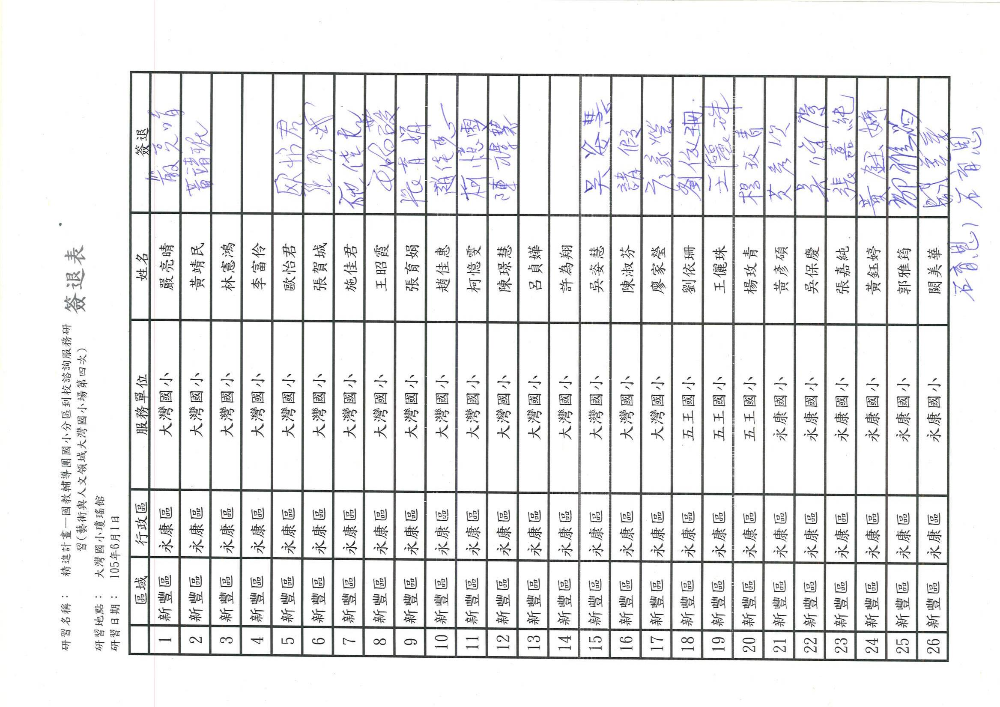 研習名稱： 精進計畫—國教輔導團國小分區到校諮詢服務研
習(藝術與人文領域大灣國小場第四次) 簽退表
研習地點： 大灣國小瓊瑤館
研習日期： 105年6月1日
區域 行政區 服務單位 姓名 簽退
1 新豐區 永康區 大灣國小 嚴亮晴 嚴亮晴
2 新豐區 永康區 大灣國小 黃靖民 黃靖民
3 新豐區 永康區 大灣國小 林憲鴻
4 新豐區 永康區 大灣國小 李富伶
5 新豐區 永康區 大灣國小 歐怡君 欧怡君
6 新豐區 永康區 大灣國小 張賀城
7 新豐區 永康區 大灣國小 施佳君 施佳君
8 新豐區 永康區 大灣國小 王昭霞 王昭霞
9 新豐區 永康區 大灣國小 張育娟 張育娟
10 新豐區 永康區 大灣國小 趙佳惠 趙佳惠
11 新豐區 永康區 大灣國小 柯憶雯 柯憶雯
12 新豐區 永康區 大灣國小 陳璟慧 陳璟慧
13 新豐區 永康區 大灣國小 呂貞嬅
14 新豐區 永康區 大灣國小 許為翔
15 新豐區 永康區 大灣國小 吳姿慧 吳姿慧
16 新豐區 永康區 大灣國小 陳淑芬 請假
17 新豐區 永康區 大灣國小 廖家瑩
18 新豐區 永康區 五王國小 劉依珊 劉依珊
19 新豐區 永康區 五王國小 王儷珠 王儷珠
20 新豐區 永康區 五王國小 楊玫青 楊玫青
21 新豐區 永康區 永康國小 黃彥碩
22 新豐區 永康區 永康國小 吳保慶
23 新豐區 永康區 永康國小 張嘉純 張嘉純
24 新豐區 永康區 永康國小 黃鈺婷 黃鈺婷
25 新豐區 永康區 永康國小 郭雅筠 郭雅筠
26 新豐區 永康區 永康國小 闕美華
石育慧 石育恩